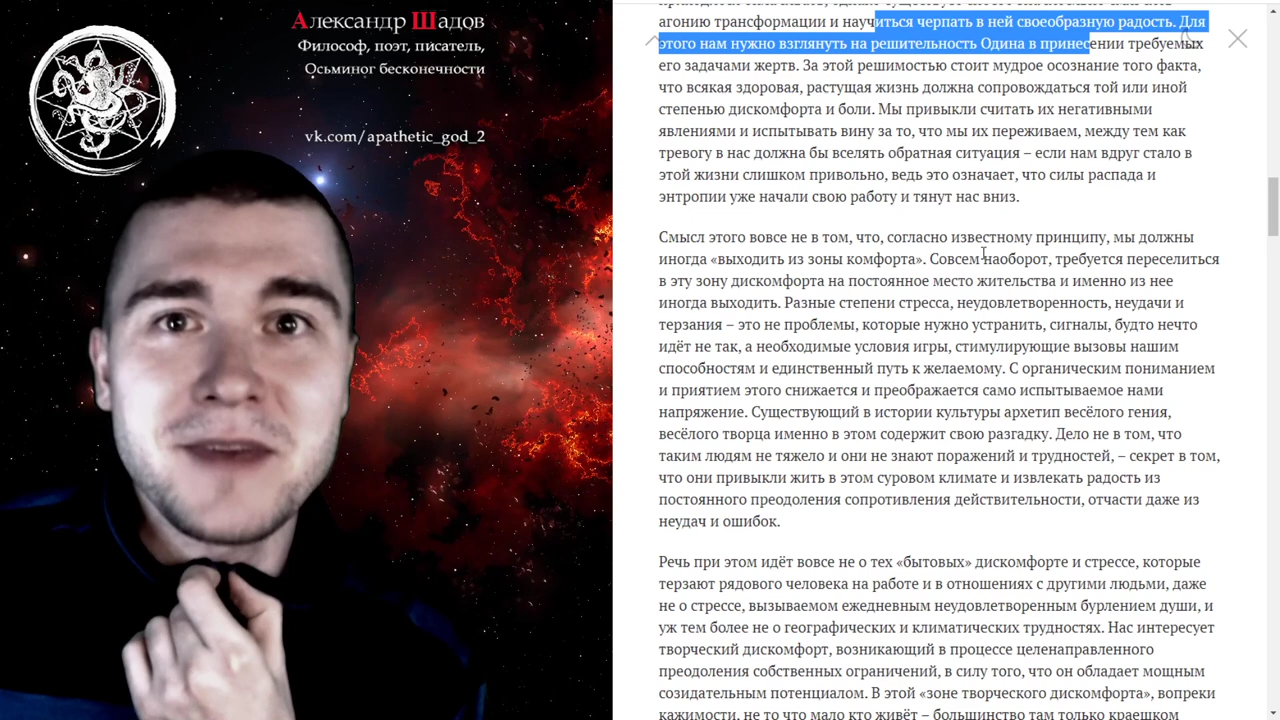 Александр Шадов
Философ, поэт, писатель,
Осьминог бесконечности
vk.com/apathetic_god_2
агонию трансформации и научиться черпать в ней своеобразную радость. Для
этого нам нужно взглянуть на решительность Одина в принесении требуемых
его задачами жертв. За этой решимостью стоит мудрое осознание того факта,
что всякая здоровая, растущая жизнь должна сопровождаться той или иной
степенью дискомфорта и боли. Мы привыкли считать их негативными
явлениями и испытывать вину за то, что мы их переживаем, между тем как
тревогу в нас должна бы вселять обратная ситуация – если нам вдруг стало в
этой жизни слишком привольно, ведь это означает, что силы распада и
энтропии уже начали свою работу и тянут нас вниз.
Смысл этого вовсе не в том, что, согласно известному принципу, мы должны
иногда «выходить из зоны комфорта». Совсем наоборот, требуется переселиться
в эту зону дискомфорта на постоянное место жительства и именно из нее
иногда выходить. Разные степени стресса, неудовлетворенность, неудачи и
терзания – это не проблемы, которые нужно устранить, сигналы, будто нечто
идёт не так, а необходимые условия игры, стимулирующие вызовы нашим
способностям и единственный путь к желаемому. С органическим пониманием
и приятием этого снижается и преображается само испытываемое нами
напряжение. Существующий в истории культуры архетип весёлого гения,
весёлого творца именно в этом содержит свою разгадку. Дело не в том, что
таким людям не тяжело и они не знают поражений и трудностей, – секрет в том,
что они привыкли жить в этом суровом климате и извлекать радость из
постоянного преодоления сопротивления действительности, отчасти даже из
неудач и ошибок.
Речь при этом идёт вовсе не о тех «бытовых» дискомфорте и стрессе, которые
терзают рядового человека на работе и в отношениях с другими людьми, даже
не о стрессе, вызываемом ежедневным неудовлетворенным бурлением души, и
уж тем более не о географических и климатических трудностях. Нас интересует
творческий дискомфорт, возникающий в процессе целенаправленного
преодоления собственных ограничений, в силу того, что он обладает мощным
созидательным потенциалом. В этой «зоне творческого дискомфорта», вопреки
кажимости, не то что мало кто живёт – большинство там только краешком